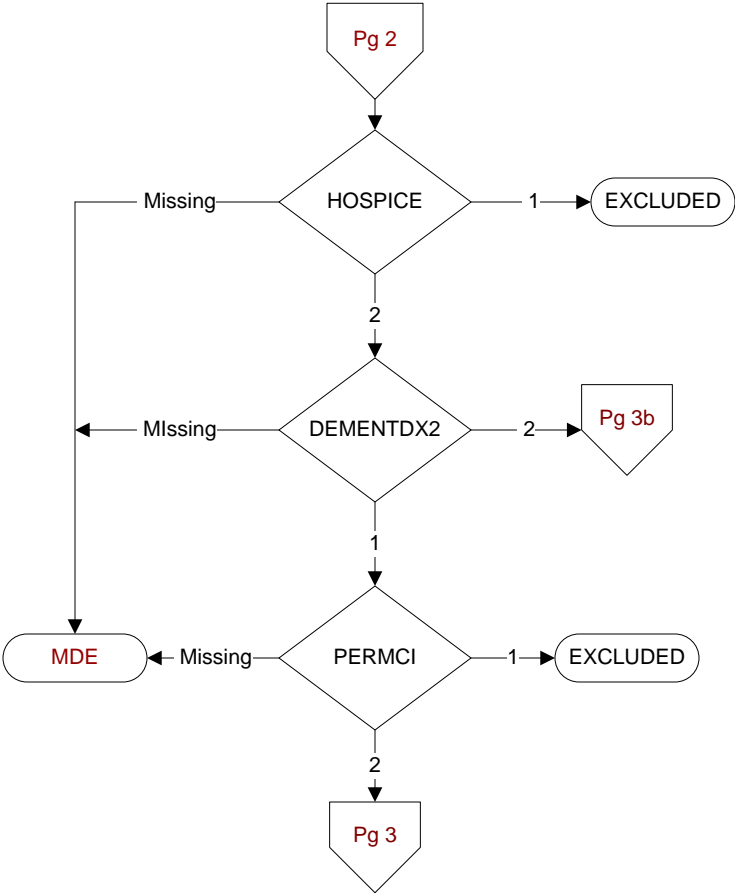 Pg 2
Missing
HOSPICE
1
EXCLUDED
2
MIssing
DEMENTDX2
2
Pg 3b
1
MDE
Missing
PERMCI
1
EXCLUDED
2
Pg 3